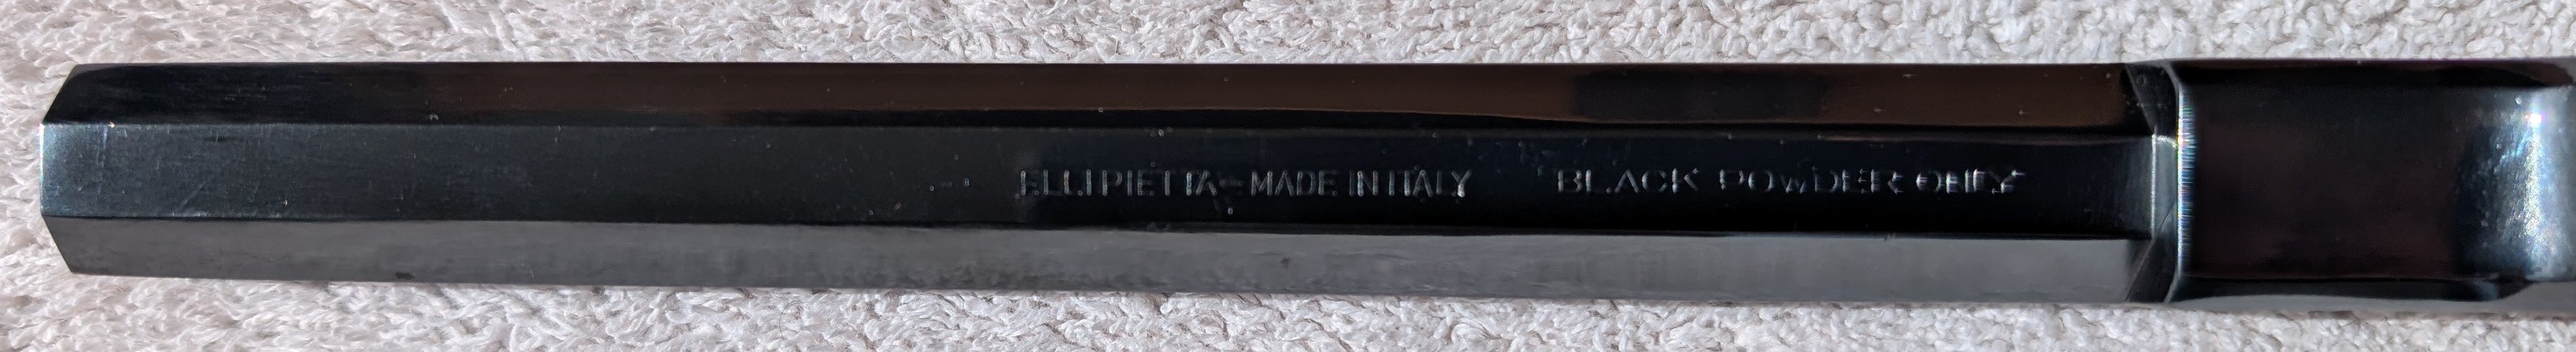 F.LLI PIETTA - MADE IN ITALY BLACK POWDER ONLY